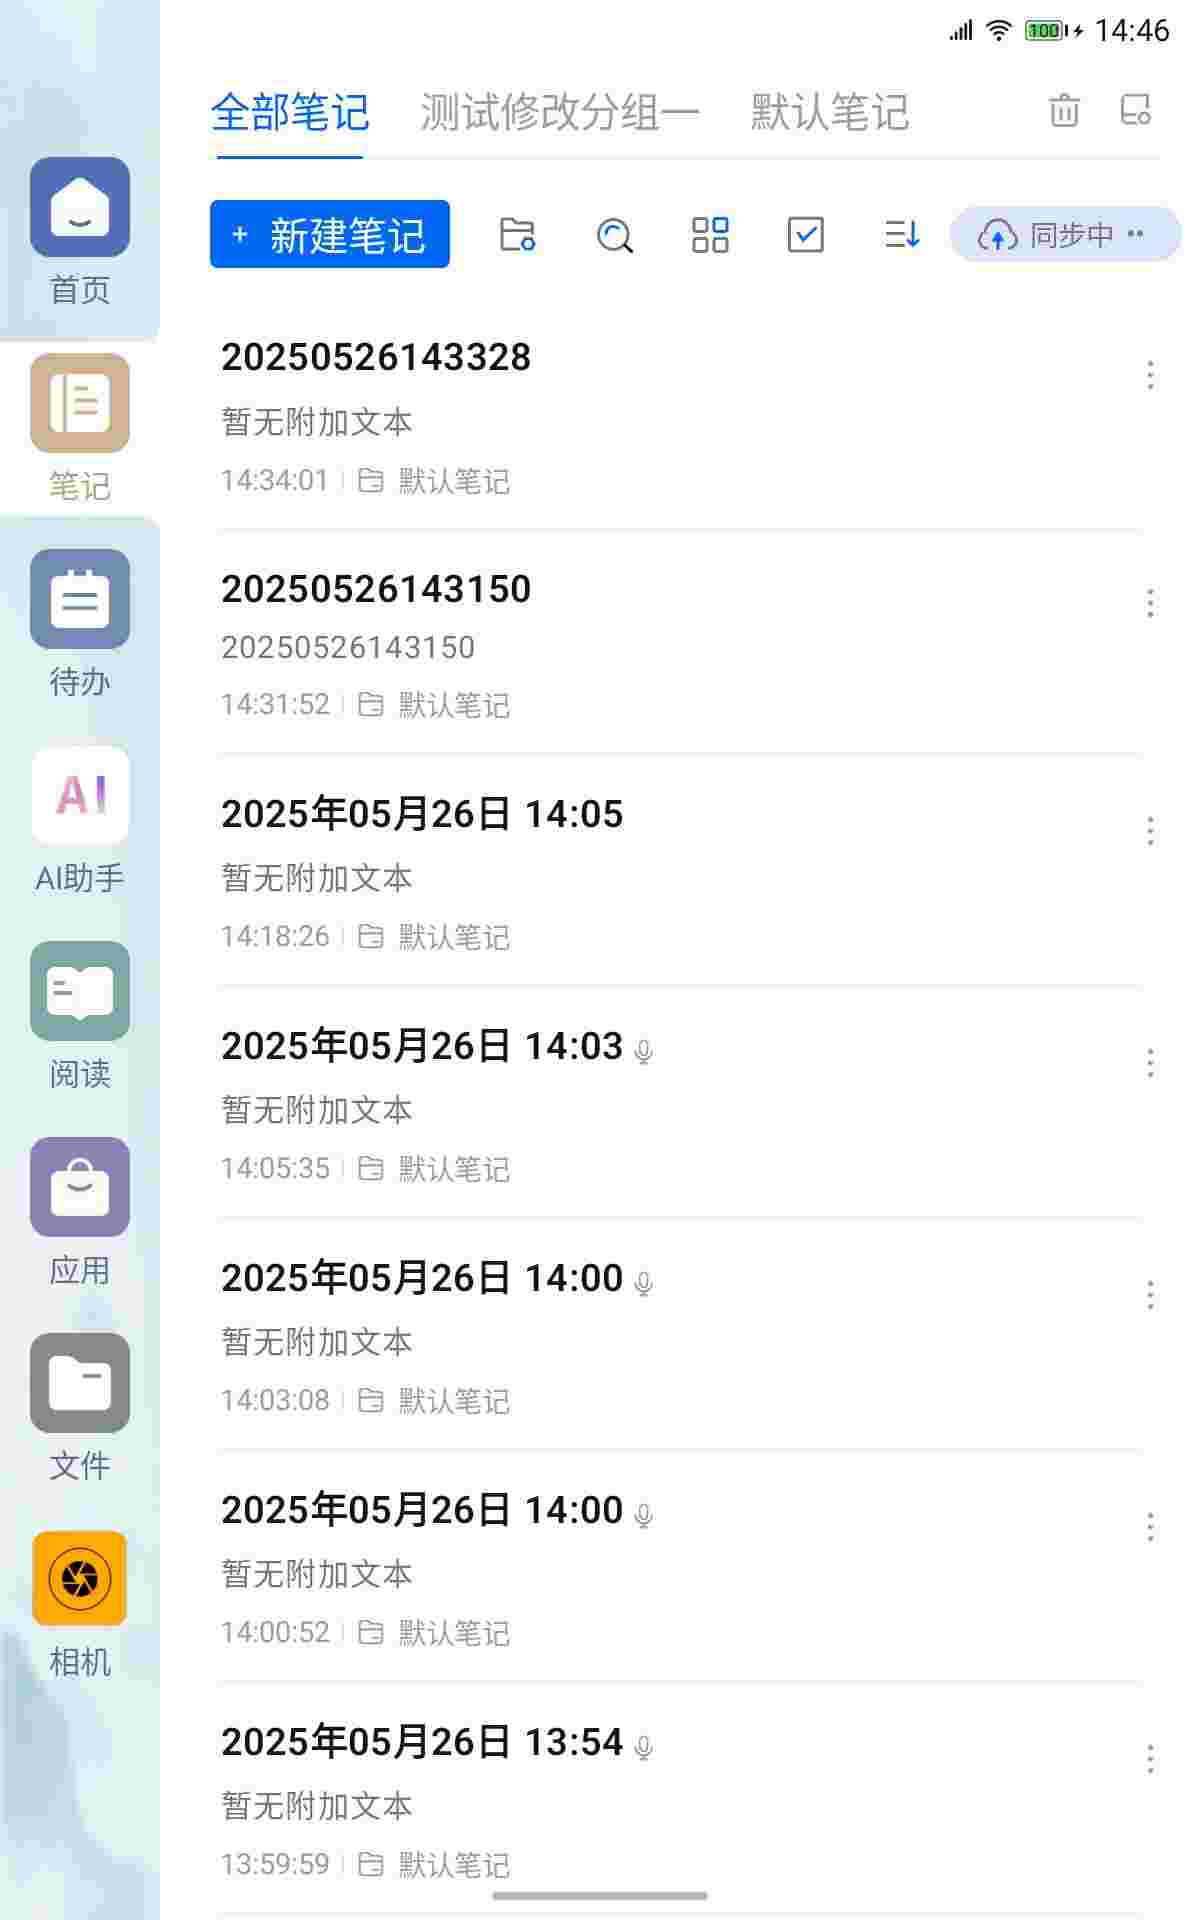 100 14:46
全部笔记 测试修改分组一 默认笔记
+ 新建笔记 同步中 ··
首页
笔记
待办
AI
AI助手
阅读
应用
文件
相机
20250526143328
暂无附加文本
14:34:01 默认笔记
20250526143150
20250526143150
14:31:52 默认笔记
2025年05月26日 14:05
暂无附加文本
14:18:26 默认笔记
2025年05月26日 14:03
暂无附加文本
14:05:35 默认笔记
2025年05月26日 14:00
暂无附加文本
14:03:08 默认笔记
2025年05月26日 14:00
暂无附加文本
14:00:52 默认笔记
2025年05月26日 13:54
暂无附加文本
13:59:59 默认笔记